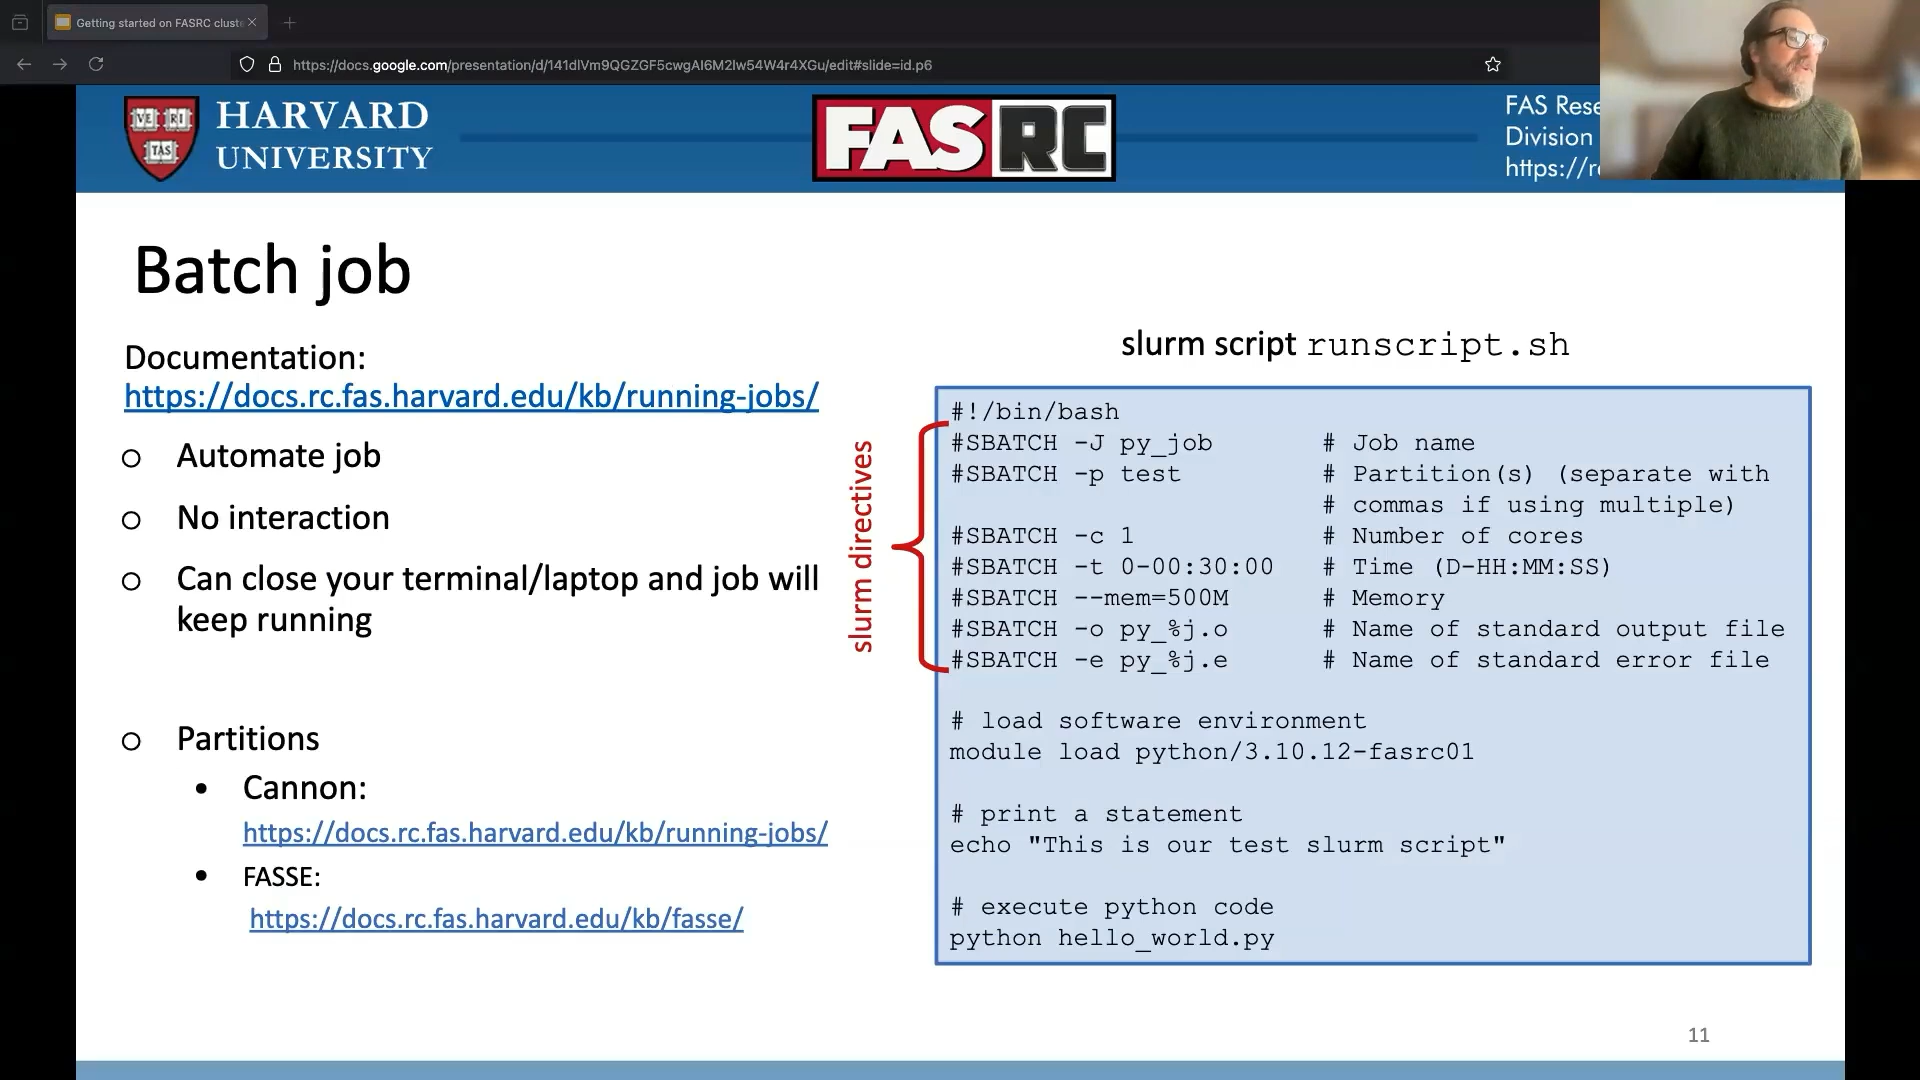 Getting started on FASRC clust
https://docs.google.com/presentation/d/141dlVm9QGZGF5cwgAI6M2Iw54W4r4XGu/edit#slide=id.p6
VE RI
TAS
HARVARD
UNIVERSITY
FASRC
FAS Rese
Division
https://r
Batch job
Documentation:
https://docs.rc.fas.harvard.edu/kb/running-jobs/
Automate job
No interaction
Can close your terminal/laptop and job will
keep running
Partitions
Cannon:
https://docs.rc.fas.harvard.edu/kb/running-jobs/
FASSE:
https://docs.rc.fas.harvard.edu/kb/fasse/
slurm script runscript.sh
slurm directives
#!/bin/bash
#SBATCH -J py_job # Job name
#SBATCH -p test # Partition(s) (separate with
# commas if using multiple)
#SBATCH -c 1 # Number of cores
#SBATCH -t 0-00:30:00 # Time (D-HH:MM:SS)
#SBATCH --mem=500M # Memory
#SBATCH -o py_%j.o # Name of standard output file
#SBATCH -e py_%j.e # Name of standard error file
# load software environment
module load python/3.10.12-fasrc01
# print a statement
echo "This is our test slurm script"
# execute python code
python hello_world.py
11